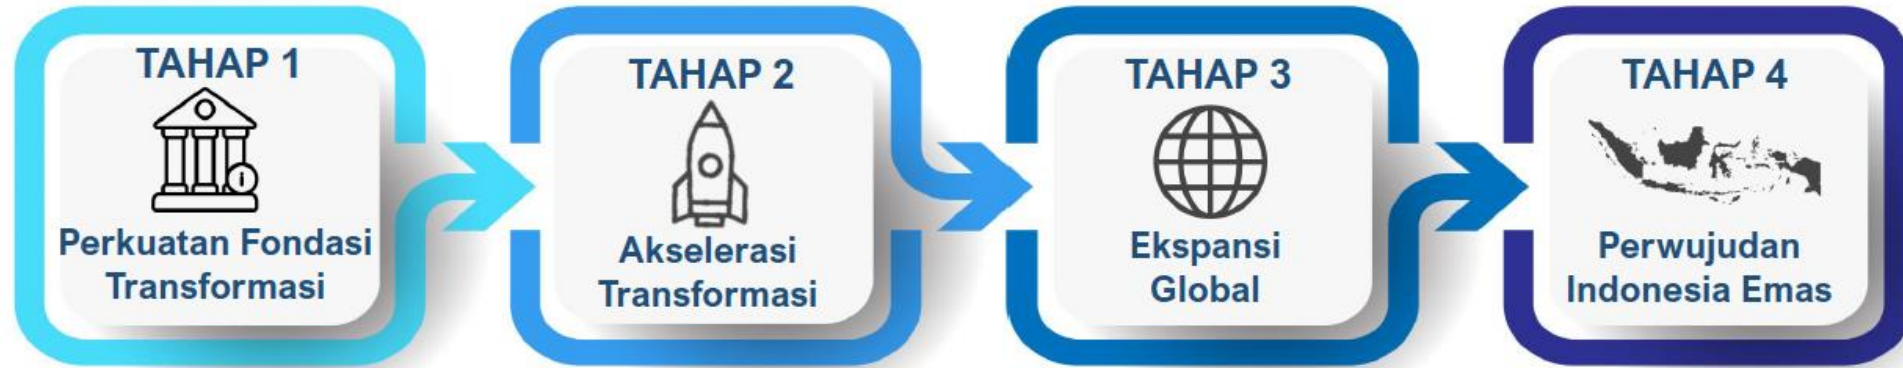 TAHAP 1
Perkuatan Fondasi
Transformasi
TAHAP 2
Akselerasi
Transformasi
TAHAP 3
Ekspansi
Global
TAHAP 4
Perwujudan
Indonesia Emas